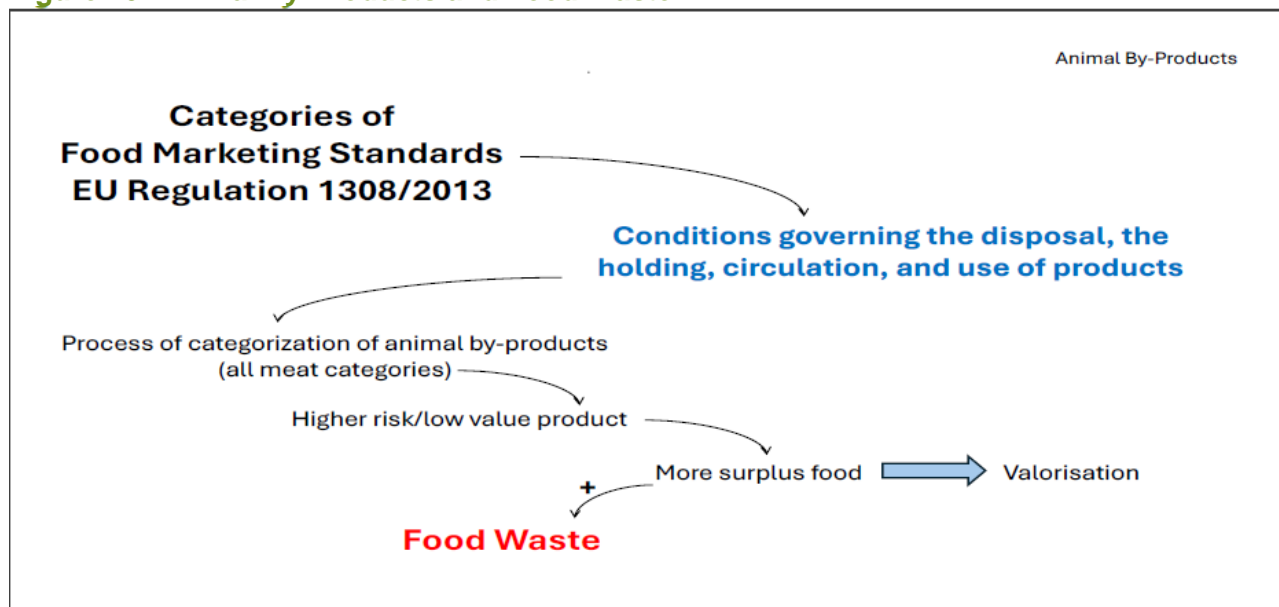 Animal By-Products
Categories of
Food Marketing Standards
EU Regulation 1308/2013
Conditions governing the disposal, the
holding, circulation, and use of products
Process of categorization of animal by-products
(all meat categories)
Higher risk/low value product
More surplus food
Valorisation
+
Food Waste